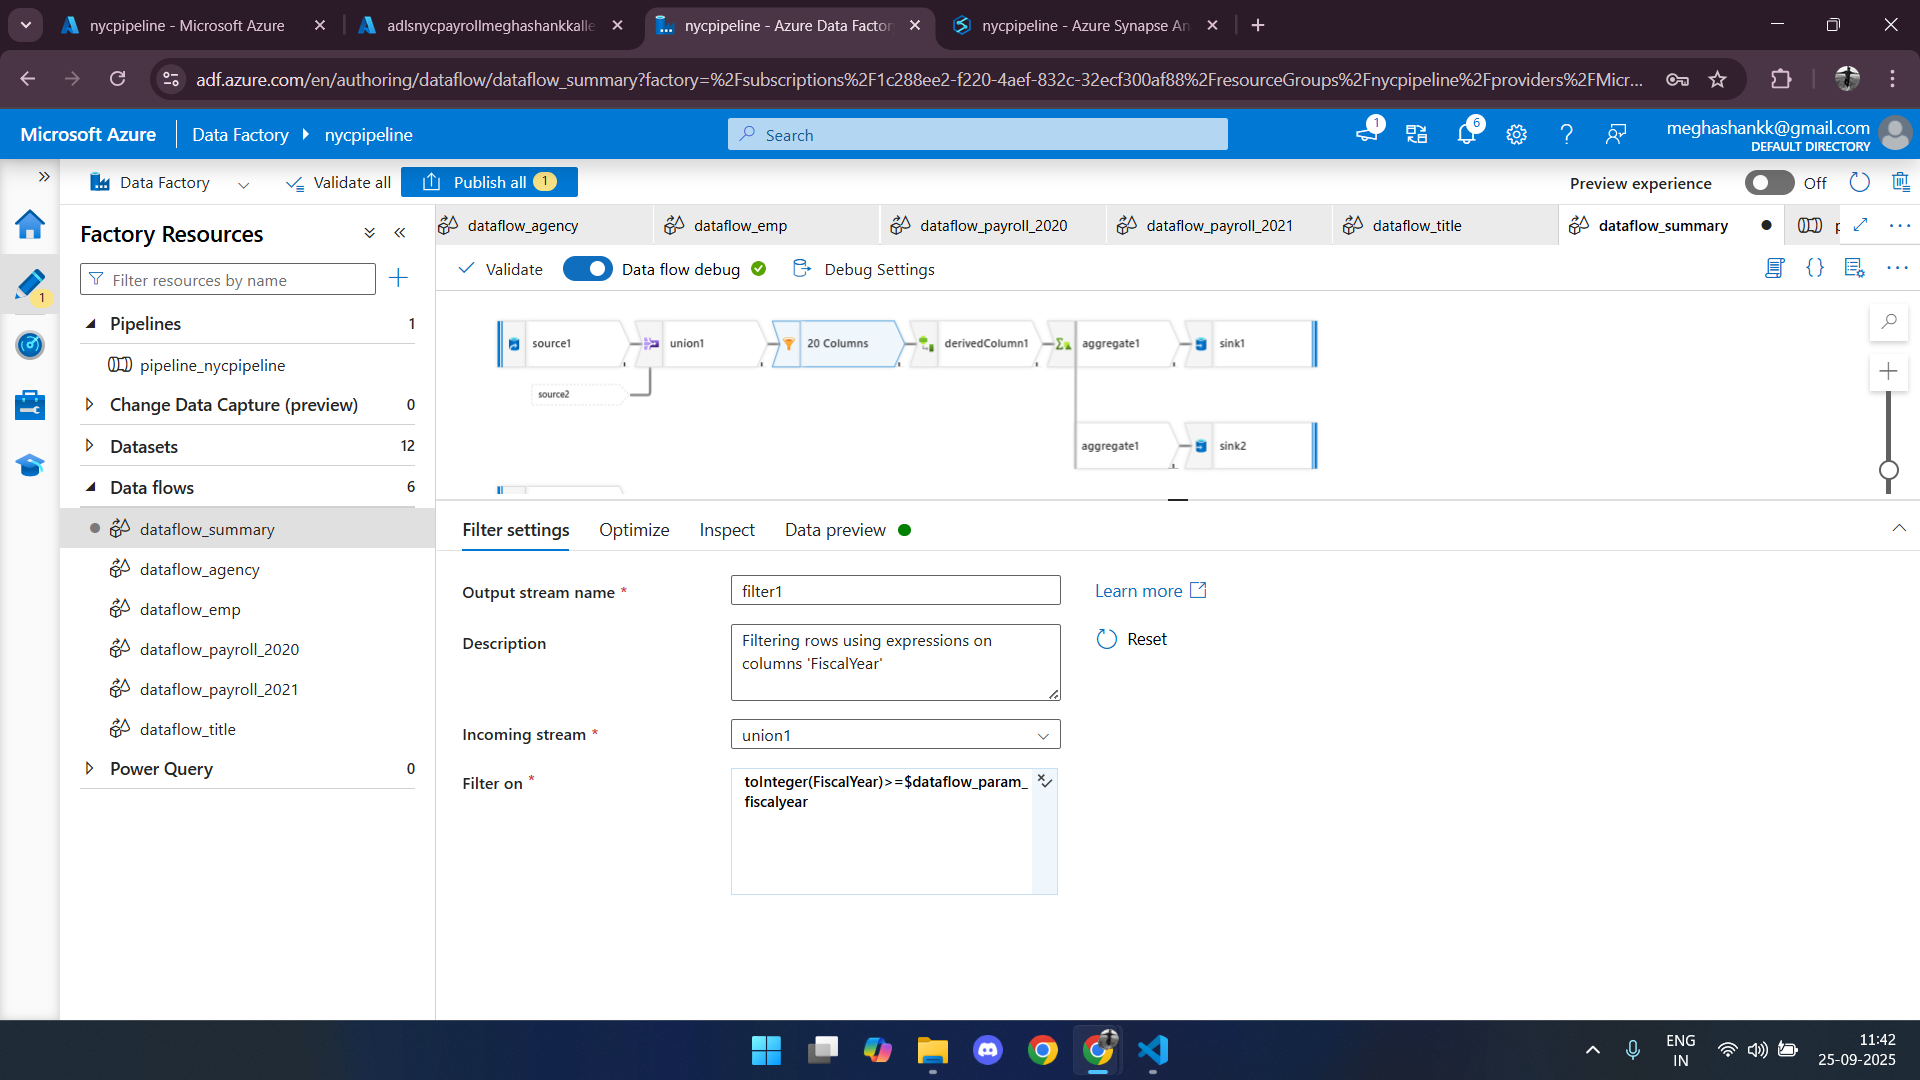 nycpipeline - Microsoft Azure
adlsnycpayrollmeghashankkalle
nycpipeline - Azure Data Factor
nycpipeline - Azure Synapse An
adf.azure.com/en/authoring/dataflow/dataflow_summary?factory=%2Fsubscriptions%2F1c288ee2-f220-4aef-832c-32ecf300af88%2FresourceGroups%2Fnycpipeline%2Fproviders%2FMicr...
Microsoft Azure
Data Factory
nycpipeline
Search
1
6
meghashankk@gmail.com
DEFAULT DIRECTORY
Data Factory
Validate all
Publish all 1
Preview experience
Off
Factory Resources
dataflow_agency
dataflow_emp
dataflow_payroll_2020
dataflow_payroll_2021
dataflow_title
dataflow_summary
Filter resources by name
Validate
Data flow debug
Debug Settings
1
Pipelines 1
pipeline_nycpipeline
Change Data Capture (preview) 0
Datasets 12
Data flows 6
dataflow_summary
dataflow_agency
dataflow_emp
dataflow_payroll_2020
dataflow_payroll_2021
dataflow_title
Power Query 0
source1
union1
20 Columns
derivedColumn1
aggregate1
sink1
source2
aggregate1
sink2
Filter settings
Optimize
Inspect
Data preview
Output stream name *
filter1
Learn more
Description
Filtering rows using expressions on
columns 'FiscalYear'
Reset
Incoming stream *
union1
Filter on *
toInteger(FiscalYear)>=$dataflow_param_
fiscalyear
ENG
IN
11:42
25-09-2025